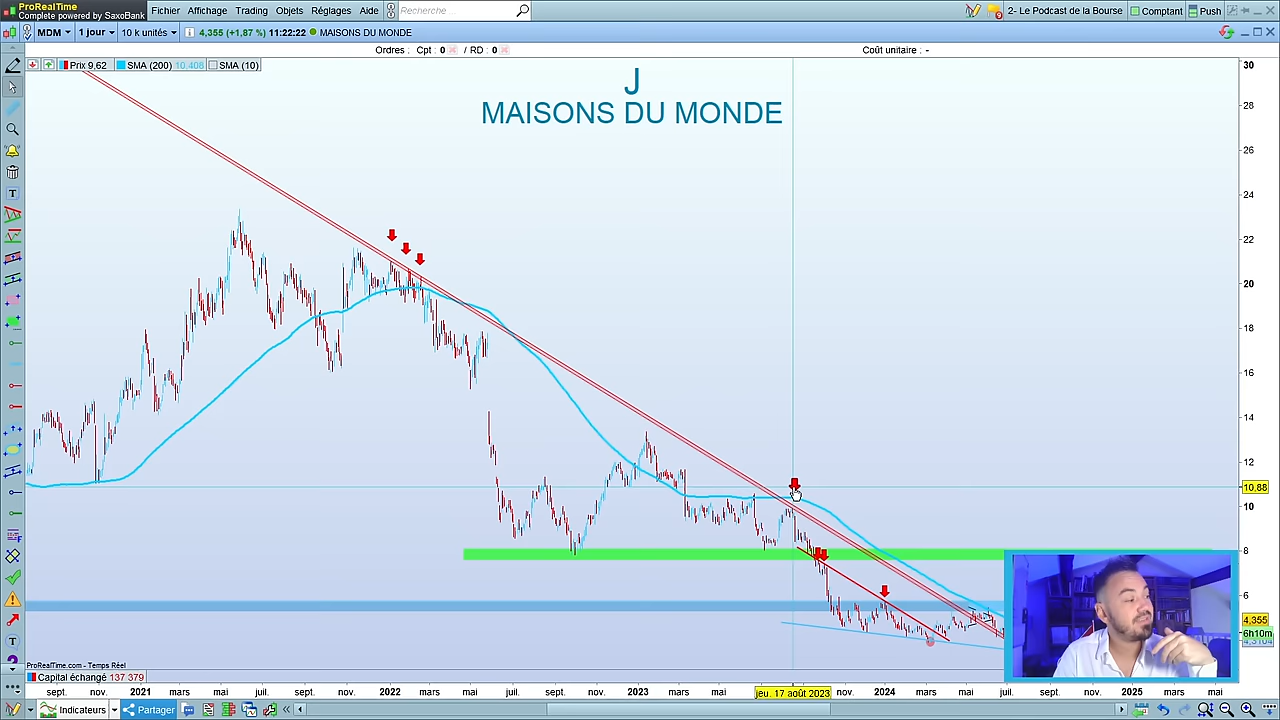 ProRealTime
Complete powered by SaxoBank
Fichier Affichage Trading Objets Réglages Aide
Recherche
2- Le Podcast de la Bourse Comptant Push
MDM 1 jour 10 k unités 4,355 (+1,87 %) 11:22:22 MAISONS DU MONDE
Ordres : Cpt : 0 / RD : 0 Coût unitaire : -
Prix 9,62 SMA (200) 10.408 SMA (10)
J
MAISONS DU MONDE
30
28
26
24
22
20
18
16
14
12
10,88
10
8
6
4,355
6h10m
ProRealTime.com - Temps Réel
Capital échangé 137 379
sept. nov. 2021 mars mai juil. sept. nov. 2022 mars mai juil. sept. nov. 2023 mars mai jeu. 17 août 2023 nov. 2024 mars mai juil. sept. nov. 2025 mars mai
Indicateurs Partager